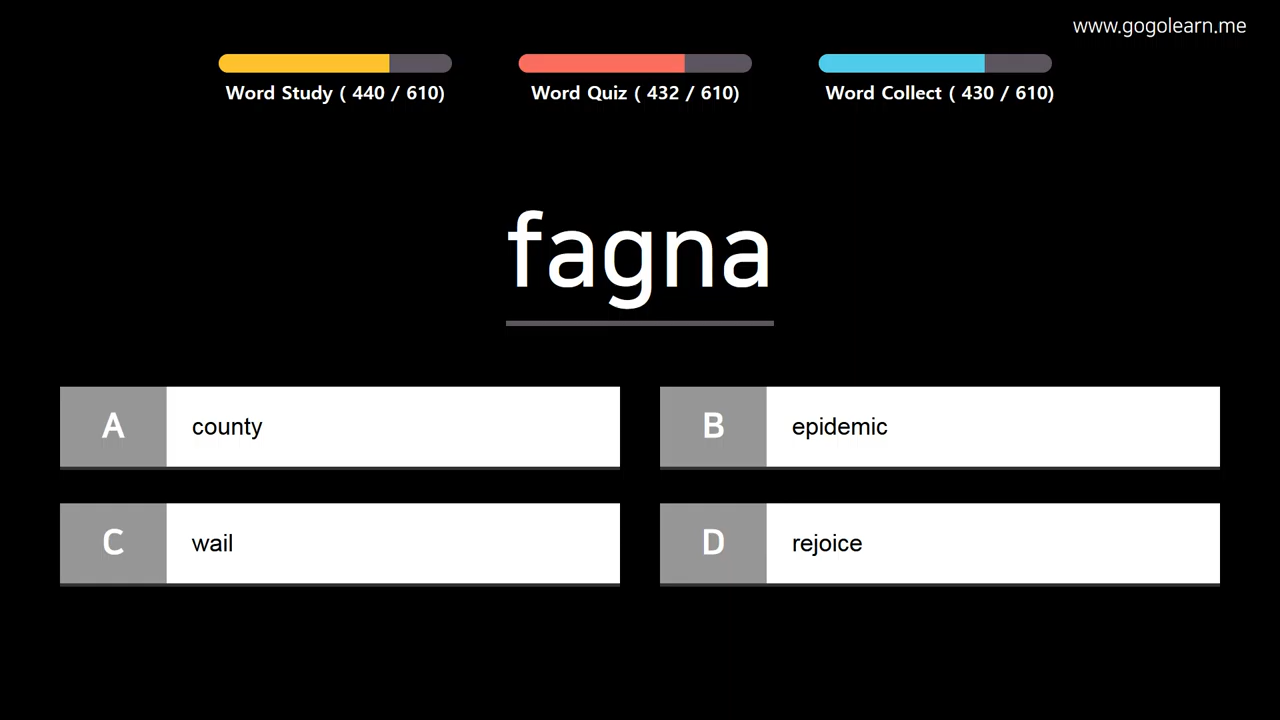 www.gogolearn.me
Word Study ( 440 / 610)
Word Quiz ( 432 / 610)
Word Collect ( 430 / 610)
fagna
A county
B epidemic
C wail
D rejoice